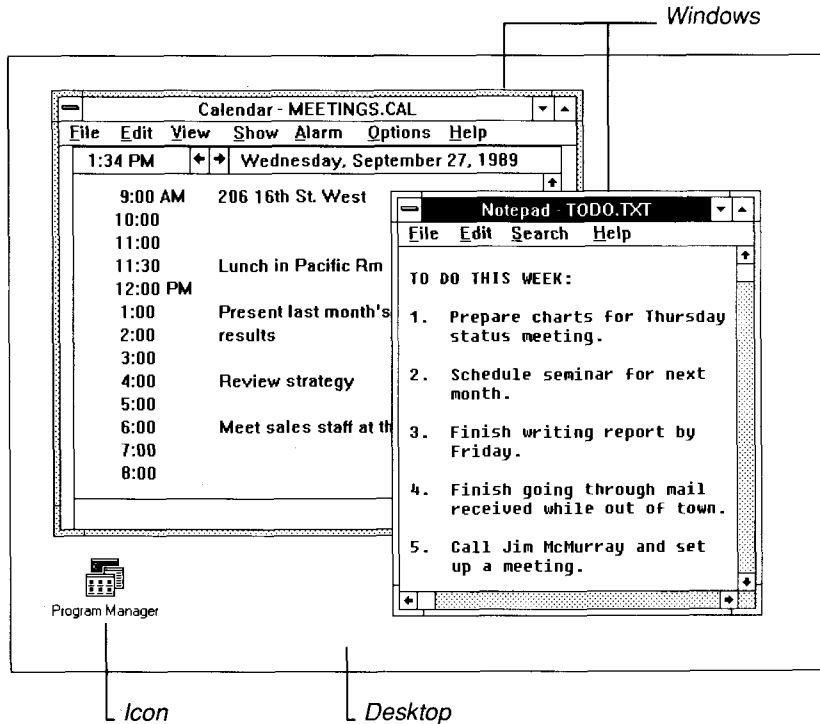 Windows
Calendar - MEETINGS.CAL
File Edit View Show Alarm Options Help
1:34 PM Wednesday, September 27, 1989
9:00 AM 206 16th St. West
10:00
11:00
11:30 Lunch in Pacific Rm
12:00 PM
1:00 Present last month's
2:00 results
3:00
4:00 Review strategy
5:00
6:00 Meet sales staff at th
7:00
8:00
Notepad - TODO.TXT
File Edit Search Help
TO DO THIS WEEK:
1. Prepare charts for Thursday
status meeting.
2. Schedule seminar for next
month.
3. Finish writing report by
Friday.
4. Finish going through mail
received while out of town.
5. Call Jim McMurray and set
up a meeting.
Program Manager
Icon
Desktop